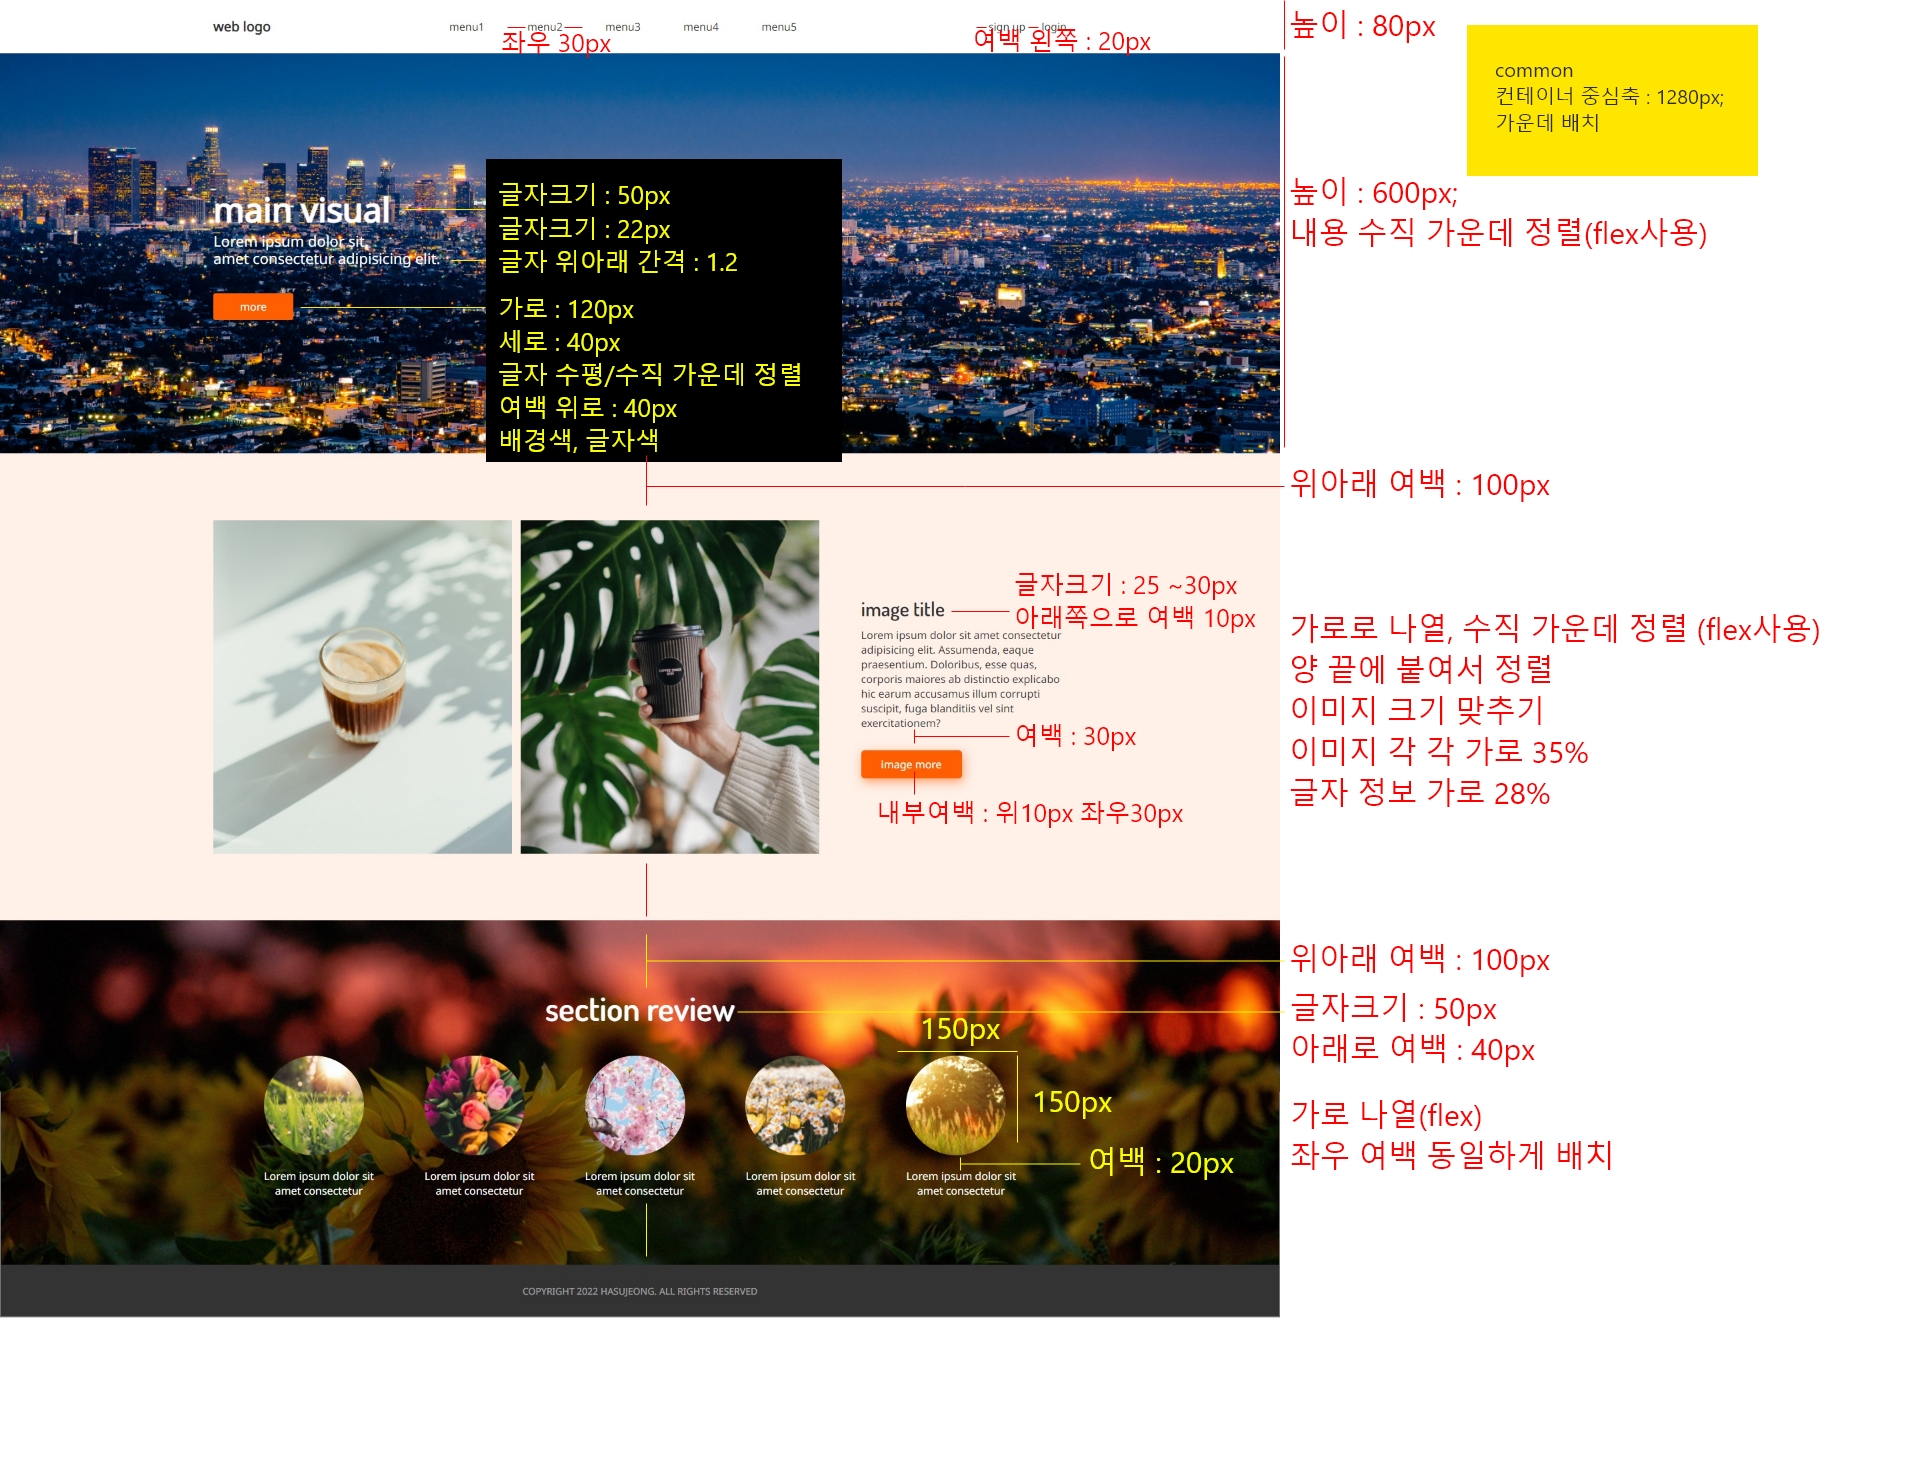 web logo
menu1
menu2
menu3
menu4
menu5
sign up
login
좌우 30px
여백 왼쪽 : 20px
높이 : 80px
common
컨테이너 중심축 : 1280px;
가운데 배치
main visual
Lorem ipsum dolor sit,
amet consectetur adipisicing elit.
more
글자크기 : 50px
글자크기 : 22px
글자 위아래 간격 : 1.2
가로 : 120px
세로 : 40px
글자 수평/수직 가운데 정렬
여백 위로 : 40px
배경색, 글자색
높이 : 600px;
내용 수직 가운데 정렬(flex사용)
위아래 여백 : 100px
image title
글자크기 : 25 ~30px
아래쪽으로 여백 10px
Lorem ipsum dolor sit amet consectetur
adipisicing elit. Assumenda, eaque
praesentium. Doloribus, esse quas,
corporis maiores ab distinctio explicabo
hic earum accusamus illum corrupti
suscipit, fuga blanditiis vel sint
exercitationem?
여백 : 30px
image more
내부여백 : 위10px 좌우30px
가로로 나열, 수직 가운데 정렬 (flex사용)
양 끝에 붙여서 정렬
이미지 크기 맞추기
이미지 각 각 가로 35%
글자 정보 가로 28%
위아래 여백 : 100px
section review
글자크기 : 50px
아래로 여백 : 40px
150px
150px
여백 : 20px
가로 나열(flex)
좌우 여백 동일하게 배치
Lorem ipsum dolor sit
amet consectetur
Lorem ipsum dolor sit
amet consectetur
Lorem ipsum dolor sit
amet consectetur
Lorem ipsum dolor sit
amet consectetur
Lorem ipsum dolor sit
amet consectetur
COPYRIGHT 2022 HASUJEONG. ALL RIGHTS RESERVED